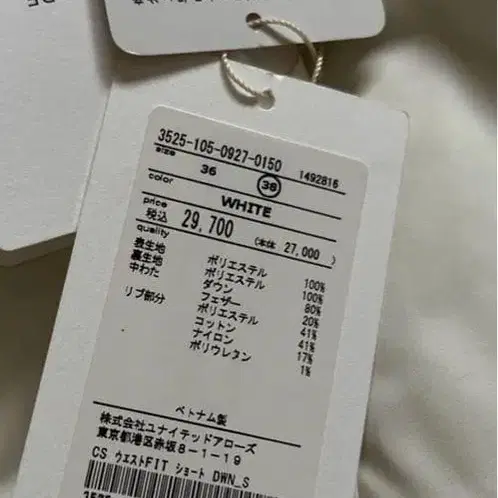 3525-105-0927-0150
1492816
size 36 38
color WHITE
price
税込 29,700 (本体 27,000)
quality
表生地 ポリエステル 100%
裏生地 ポリエステル 100%
中わた ダウン 80%
フェザー 20%
リブ部分 ポリエステル 41%
コットン 41%
ナイロン 17%
ポリウレタン 1%
ベトナム製
株式会社ユナイテッドアローズ
東京都港区赤坂8-1-19
CS ウエストFIT ショート DWN_S